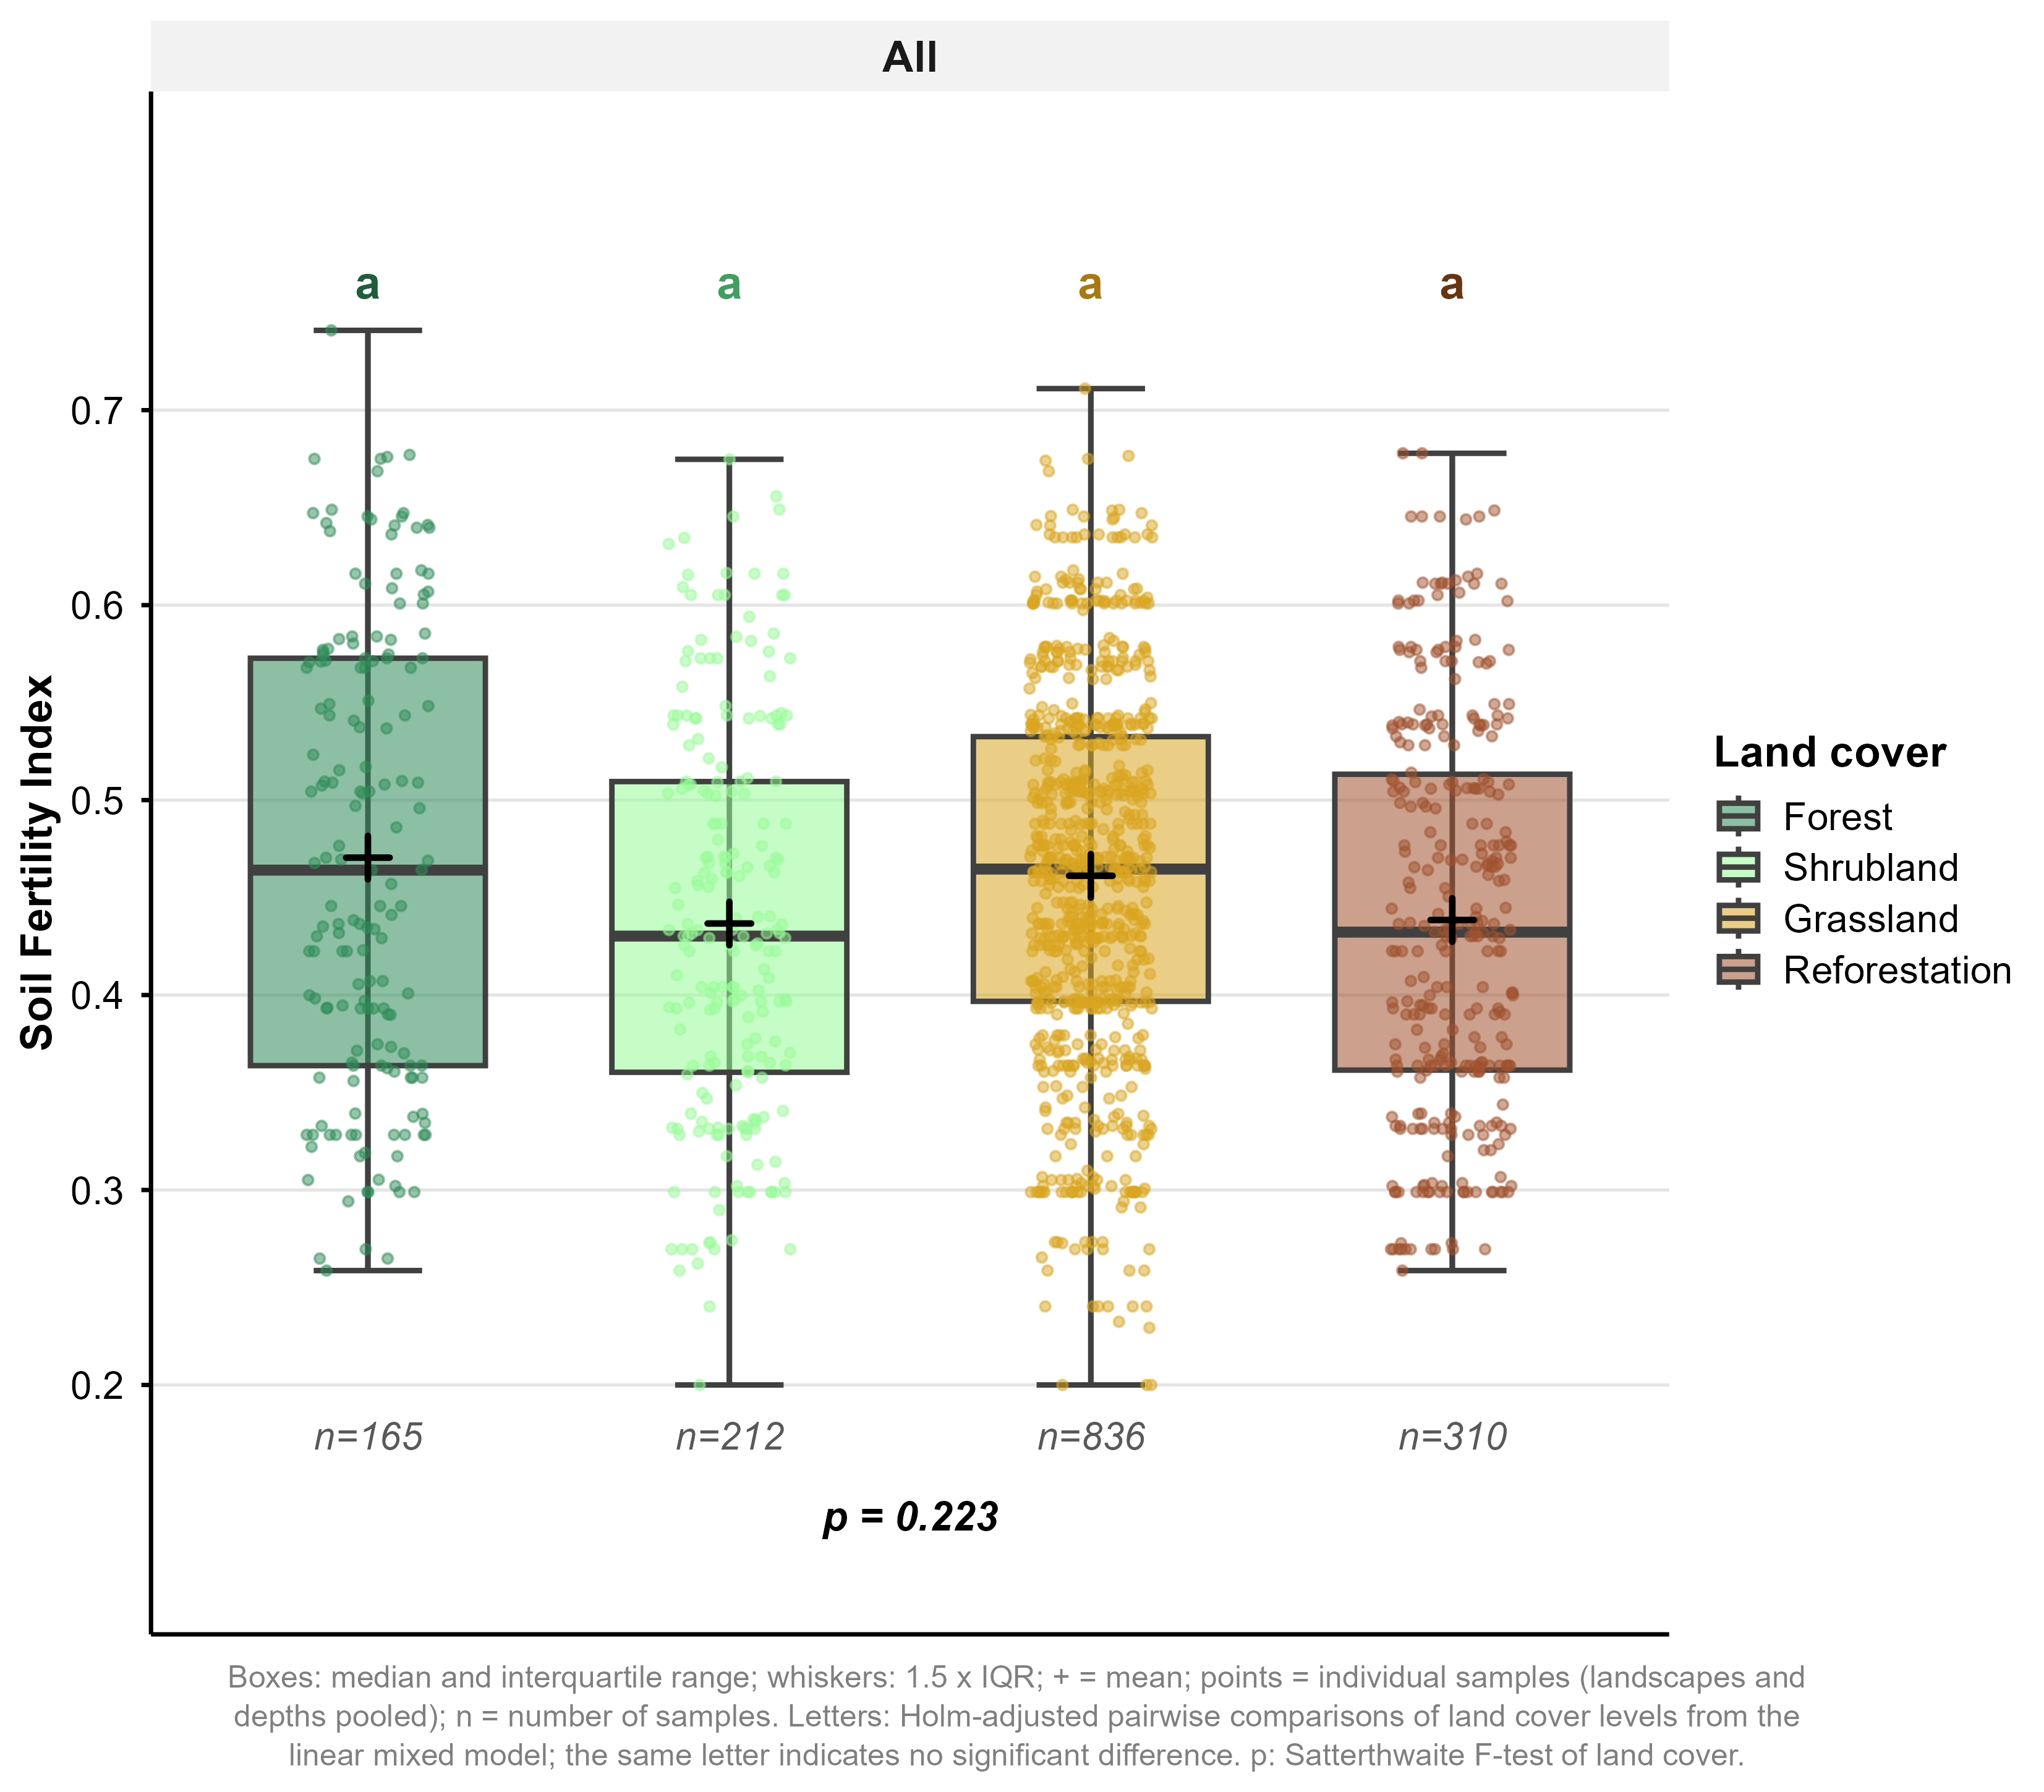 All
a a a a
Soil Fertility Index
0.7
0.6
0.5
0.4
0.3
0.2
n=165 n=212 n=836 n=310
p = 0.223
Land cover
Forest
Shrubland
Grassland
Reforestation
Boxes: median and interquartile range; whiskers: 1.5 x IQR; + = mean; points = individual samples (landscapes and
depths pooled); n = number of samples. Letters: Holm-adjusted pairwise comparisons of land cover levels from the
linear mixed model; the same letter indicates no significant difference. p: Satterthwaite F-test of land cover.